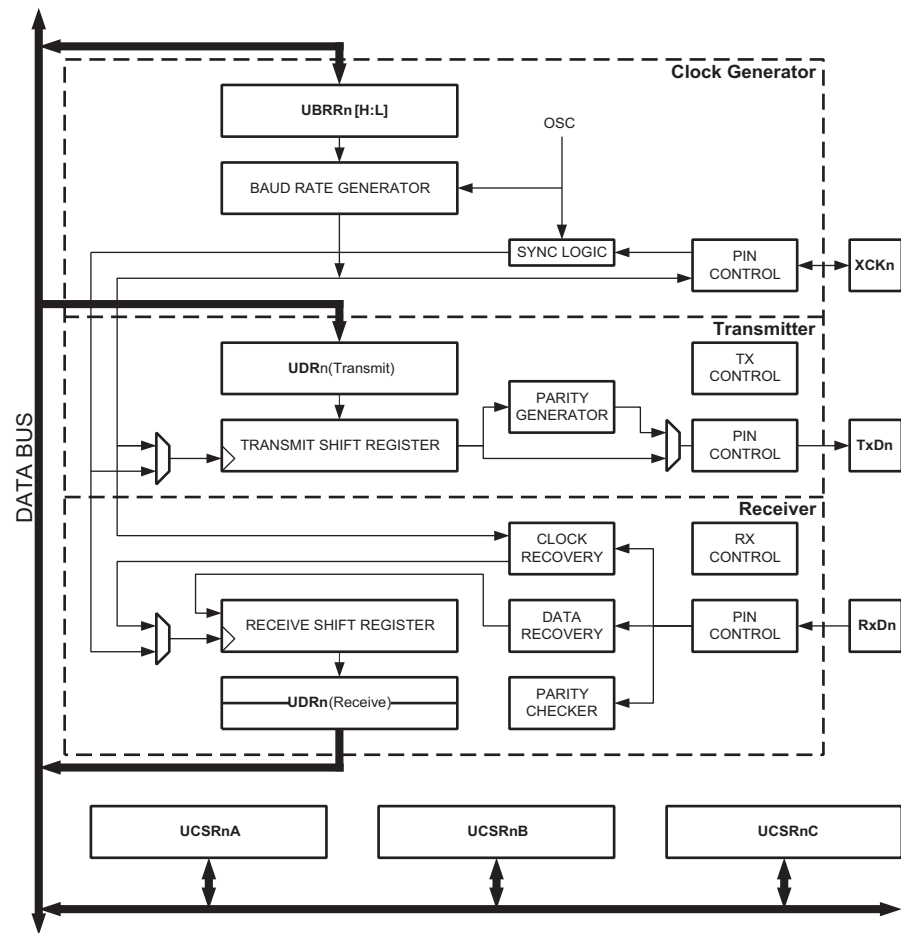 Clock Generator
UBRRn [H:L]
OSC
BAUD RATE GENERATOR
SYNC LOGIC
PIN
CONTROL
XCKn
Transmitter
UDRn(Transmit)
TX
CONTROL
PARITY
GENERATOR
TRANSMIT SHIFT REGISTER
PIN
CONTROL
TxDn
DATA BUS
Receiver
CLOCK
RECOVERY
RX
CONTROL
RECEIVE SHIFT REGISTER
DATA
RECOVERY
PIN
CONTROL
RxDn
UDRn(Receive)
PARITY
CHECKER
UCSRnA
UCSRnB
UCSRnC